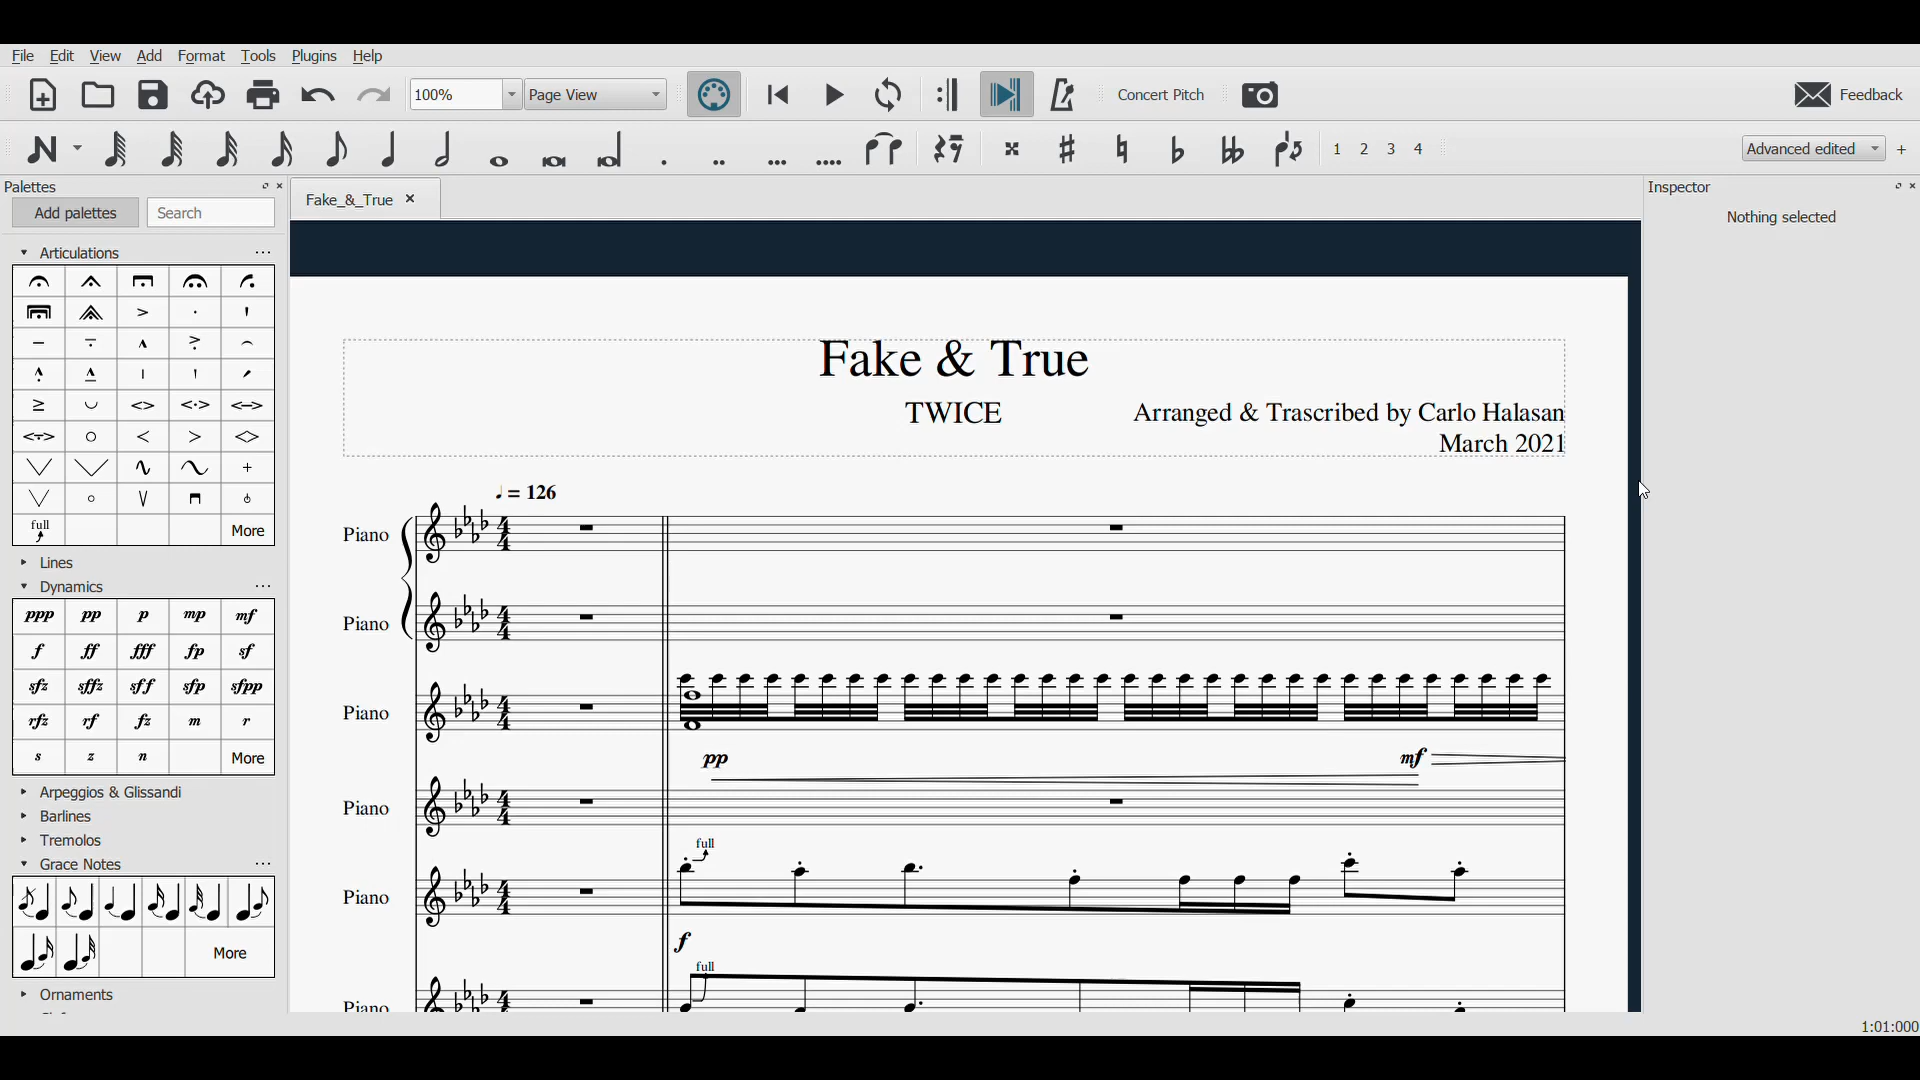 File Edit View Add Format Tools Plugins Help
100% Page View Concert Pitch Feedback
1 2 3 4 Advanced edited +
Palettes
Add palettes Search
Fake_&_True
Inspector
Nothing selected
Articulations
full
More
Lines
Dynamics
ppp pp p mp mf
f ff fff fp sf
sfz sffz sff sfp sfpp
rfz rf fz m r
s z n More
Arpeggios & Glissandi
Barlines
Tremolos
Grace Notes
More
Ornaments
Fake & True
TWICE
Arranged & Trascribed by Carlo Halasan
March 2021
= 126
Piano
Piano
Piano
pp mf
Piano
full
Piano
f
full
Piano
1:01:000